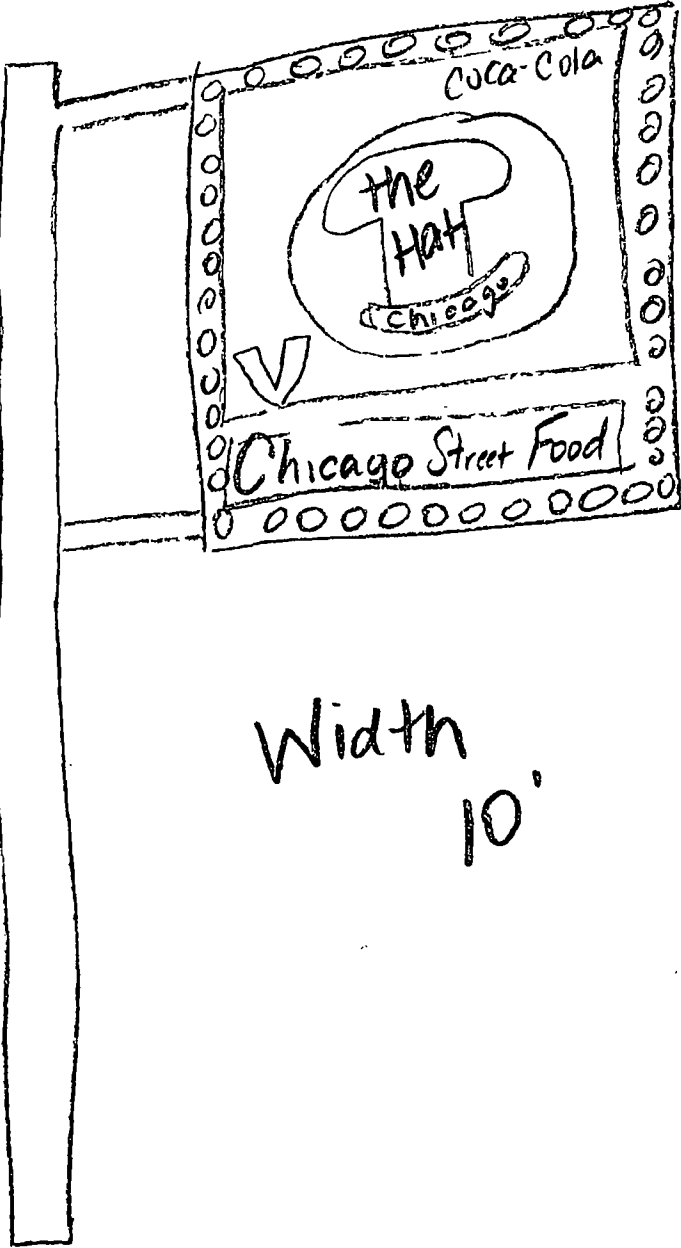 Coca-Cola
the
Hat
Chicago
V
Chicago Street Food
Width
10'